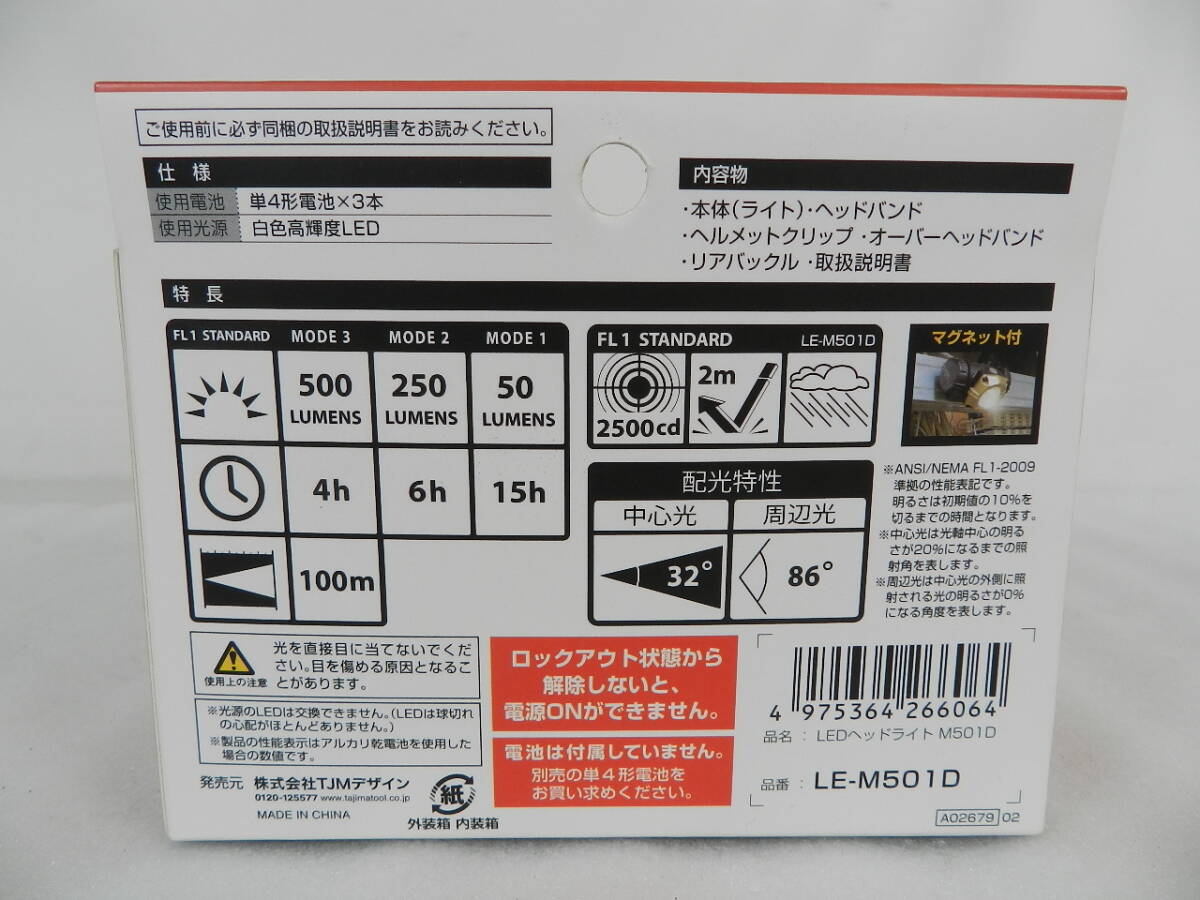 ご使用前に必ず同梱の取扱説明書をお読みください。
仕 様
使用電池 単4形電池×3本
使用光源 白色高輝度LED
内容物
・本体(ライト)・ヘッドバンド
・ヘルメットクリップ ・オーバーヘッドバンド
・リアバックル ・取扱説明書
特 長
FL 1 STANDARD MODE 3 MODE 2 MODE 1
500 LUMENS 250 LUMENS 50 LUMENS
4h 6h 15h
100m
FL 1 STANDARD LE-M501D
2500cd 2m
配光特性
中心光 周辺光
32° 86°
マグネット付
※ANSI/NEMA FL1-2009
準拠の性能表記です。
明るさは初期値の10%を
切るまでの時間となります。
※中心光は光軸中心の明る
さが20%になるまでの照
射角を表します。
※周辺光は中心光の外側に照
射される光の明るさが0%
になる角度を表します。
使用上の注意
光を直接目に当てないでくだ
さい。目を傷める原因となるこ
とがあります。
※光源のLEDは交換できません。(LEDは球切れ
の心配がほとんどありません。)
※製品の性能表示はアルカリ乾電池を使用した
場合の数値です。
発売元 株式会社TJMデザイン
0120-125577 www.tajimatool.co.jp
MADE IN CHINA
紙
外装箱 内装箱
ロックアウト状態から
解除しないと、
電源ONができません。
電池は付属していません。
別売の単4形電池を
お買い求めください。
4 975364 266064
品名 : LEDヘッドライト M501D
品番 : LE-M501D
A02679 02